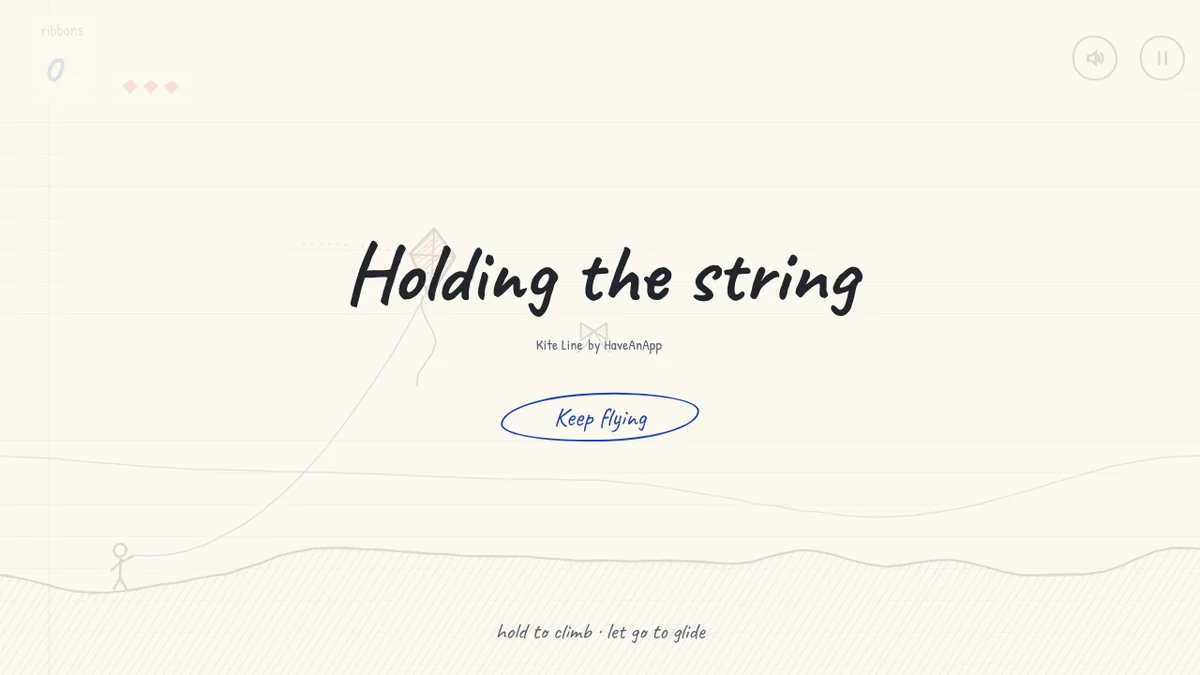 ribbons
0
Holding the string
Kite Line by HaveAnApp
Keep flying
hold to climb · let go to glide